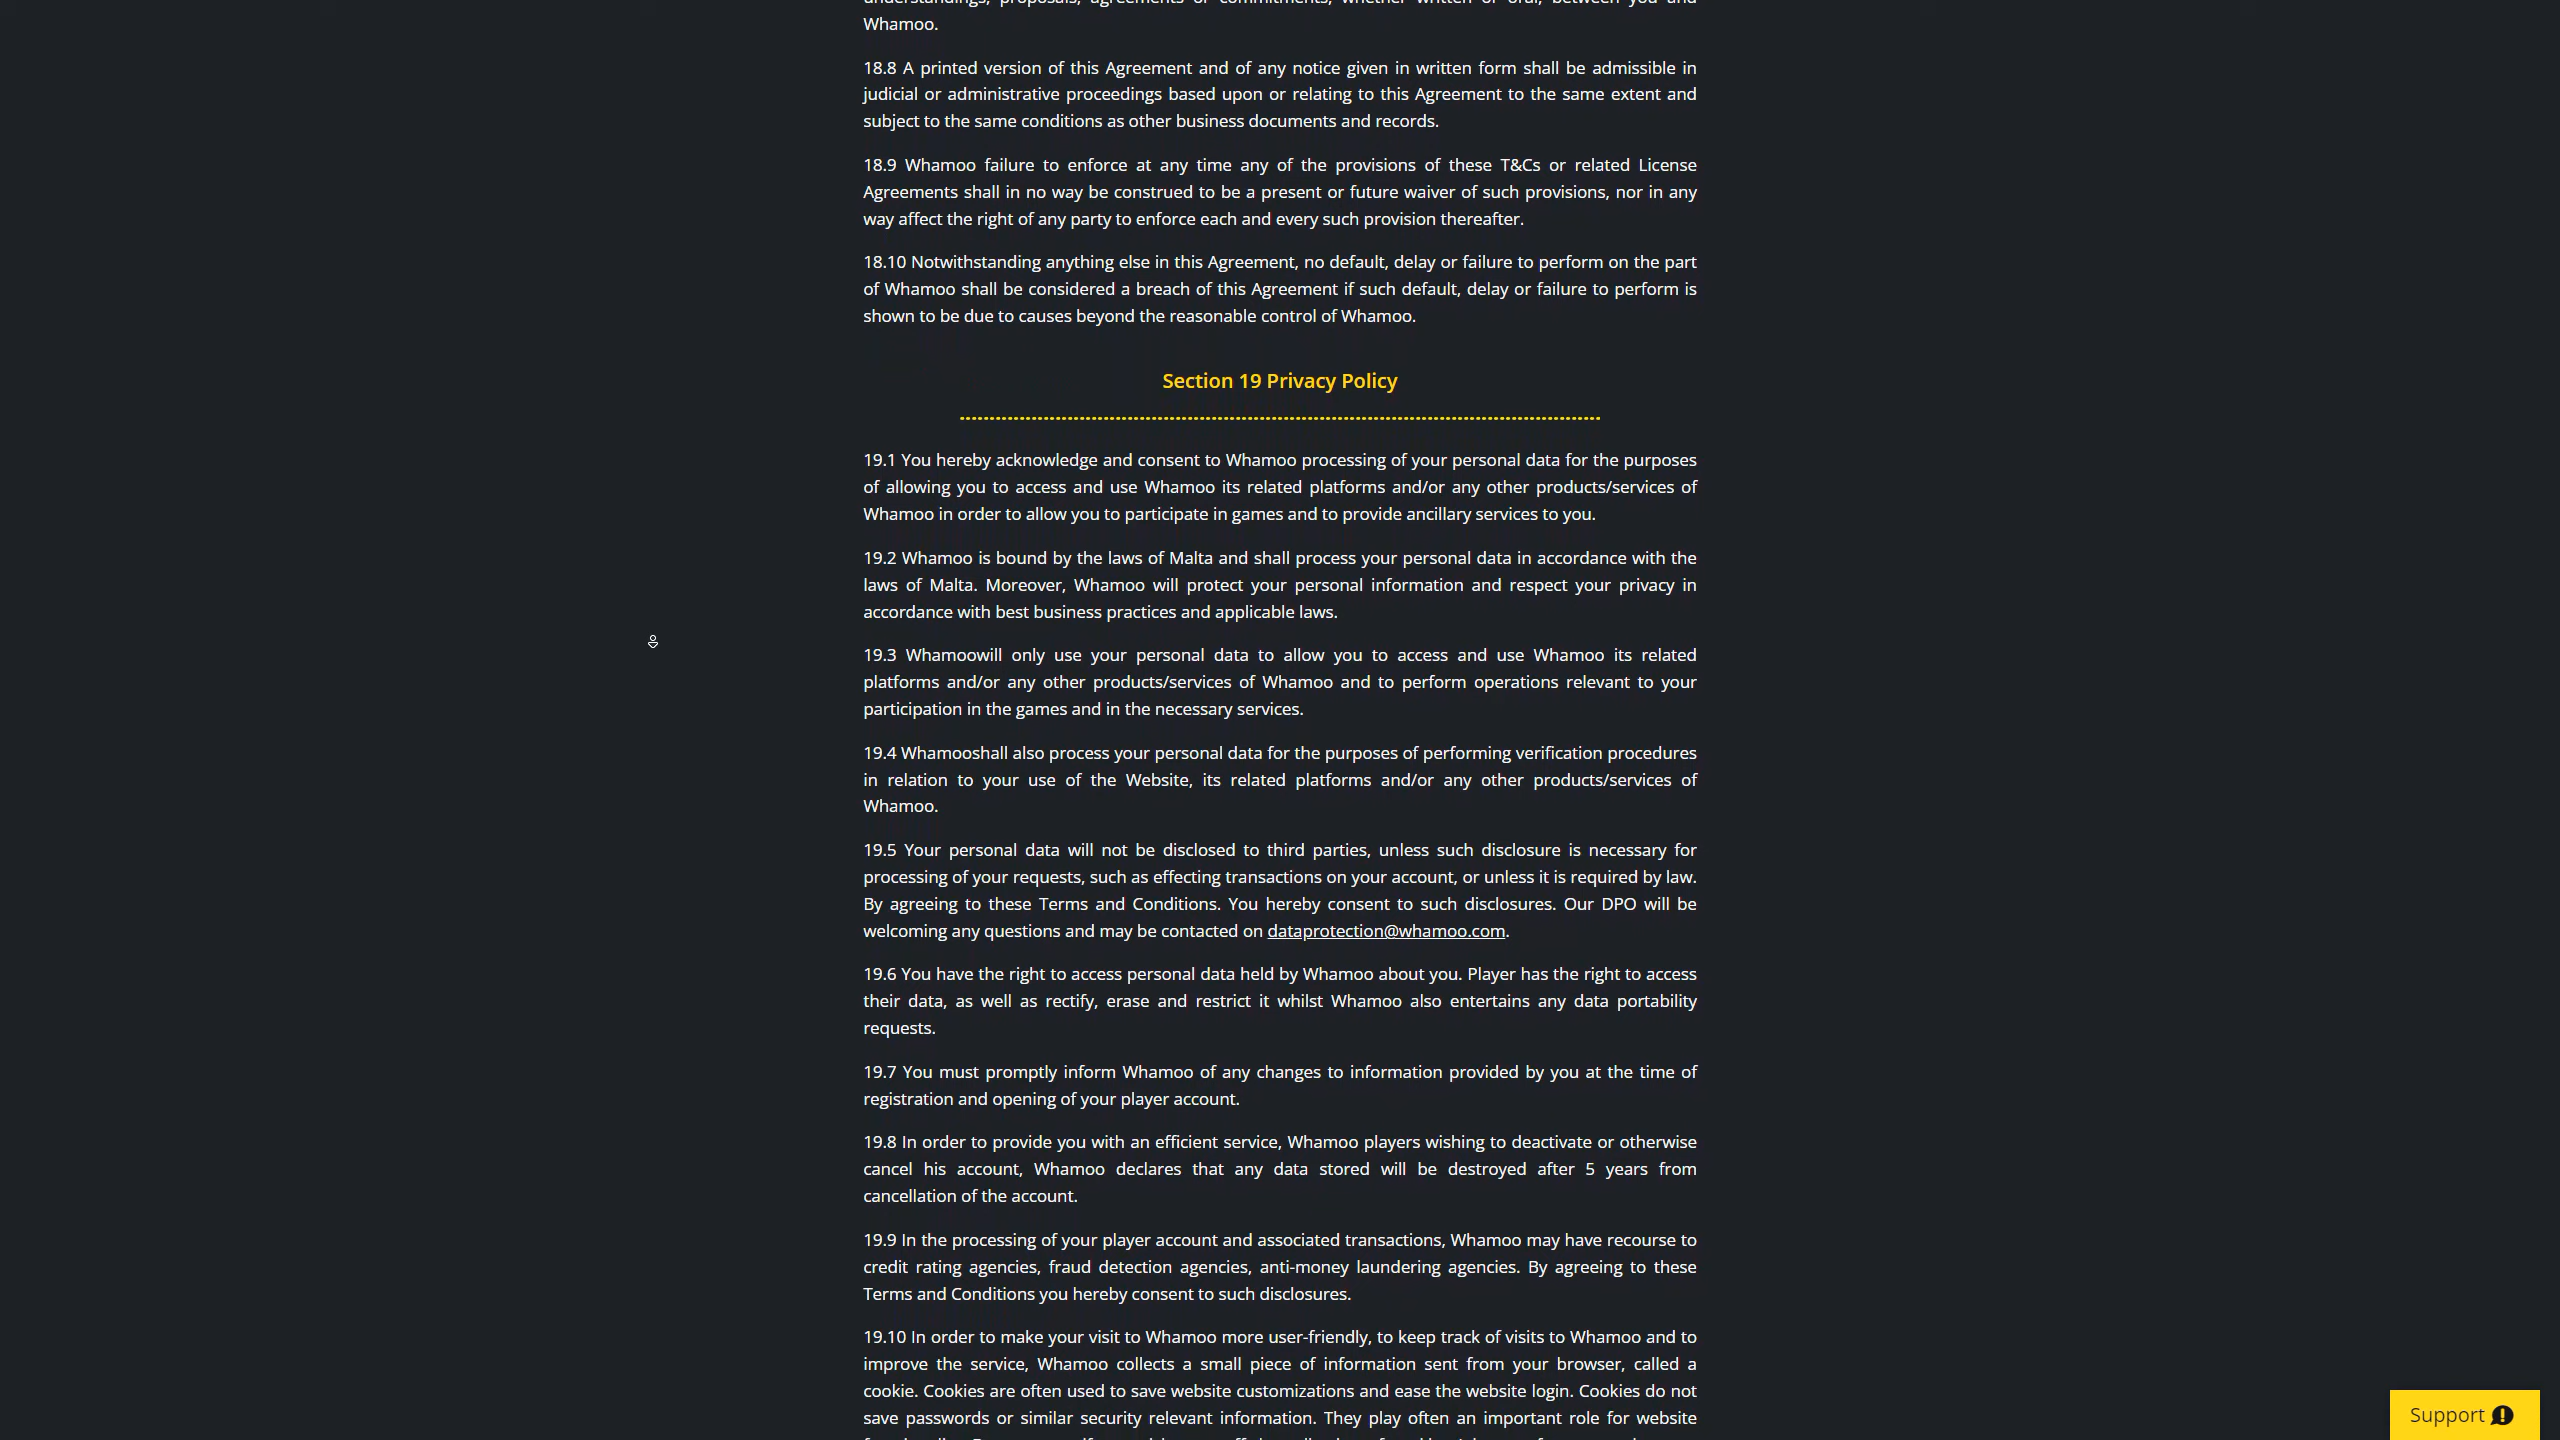 understandings, proposals, agreements or commitments, whether written or oral, between you and
Whamoo.
18.8 A printed version of this Agreement and of any notice given in written form shall be admissible in
judicial or administrative proceedings based upon or relating to this Agreement to the same extent and
subject to the same conditions as other business documents and records.
18.9 Whamoo failure to enforce at any time any of the provisions of these T&Cs or related License
Agreements shall in no way be construed to be a present or future waiver of such provisions, nor in any
way affect the right of any party to enforce each and every such provision thereafter.
18.10 Notwithstanding anything else in this Agreement, no default, delay or failure to perform on the part
of Whamoo shall be considered a breach of this Agreement if such default, delay or failure to perform is
shown to be due to causes beyond the reasonable control of Whamoo.
Section 19 Privacy Policy
19.1 You hereby acknowledge and consent to Whamoo processing of your personal data for the purposes
of allowing you to access and use Whamoo its related platforms and/or any other products/services of
Whamoo in order to allow you to participate in games and to provide ancillary services to you.
19.2 Whamoo is bound by the laws of Malta and shall process your personal data in accordance with the
laws of Malta. Moreover, Whamoo will protect your personal information and respect your privacy in
accordance with best business practices and applicable laws.
19.3 Whamoowill only use your personal data to allow you to access and use Whamoo its related
platforms and/or any other products/services of Whamoo and to perform operations relevant to your
participation in the games and in the necessary services.
19.4 Whamooshall also process your personal data for the purposes of performing verification procedures
in relation to your use of the Website, its related platforms and/or any other products/services of
Whamoo.
19.5 Your personal data will not be disclosed to third parties, unless such disclosure is necessary for
processing of your requests, such as effecting transactions on your account, or unless it is required by law.
By agreeing to these Terms and Conditions. You hereby consent to such disclosures. Our DPO will be
welcoming any questions and may be contacted on dataprotection@whamoo.com.
19.6 You have the right to access personal data held by Whamoo about you. Player has the right to access
their data, as well as rectify, erase and restrict it whilst Whamoo also entertains any data portability
requests.
19.7 You must promptly inform Whamoo of any changes to information provided by you at the time of
registration and opening of your player account.
19.8 In order to provide you with an efficient service, Whamoo players wishing to deactivate or otherwise
cancel his account, Whamoo declares that any data stored will be destroyed after 5 years from
cancellation of the account.
19.9 In the processing of your player account and associated transactions, Whamoo may have recourse to
credit rating agencies, fraud detection agencies, anti-money laundering agencies. By agreeing to these
Terms and Conditions you hereby consent to such disclosures.
19.10 In order to make your visit to Whamoo more user-friendly, to keep track of visits to Whamoo and to
improve the service, Whamoo collects a small piece of information sent from your browser, called a
cookie. Cookies are often used to save website customizations and ease the website login. Cookies do not
save passwords or similar security relevant information. They play often an important role for website
Support